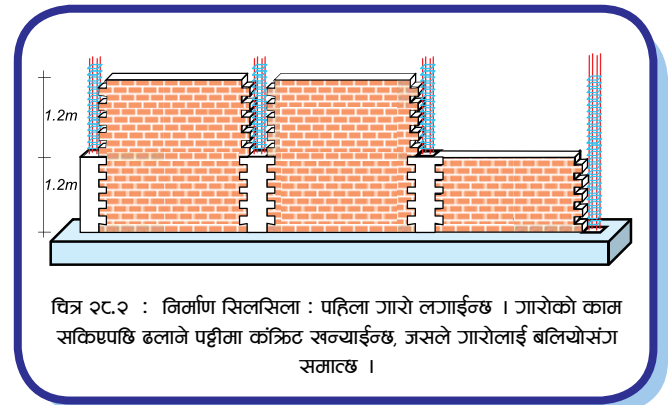 1.2m
1.2m
चित्र २८.२ : निर्माण सिलसिला : पहिला गारो लगाईन्छ । गारोको काम
सकिएपछि ढलाने पट्टीमा कंक्रिट खन्याईन्छ, जसले गारोलाई बलियोसंग
समात्छ ।